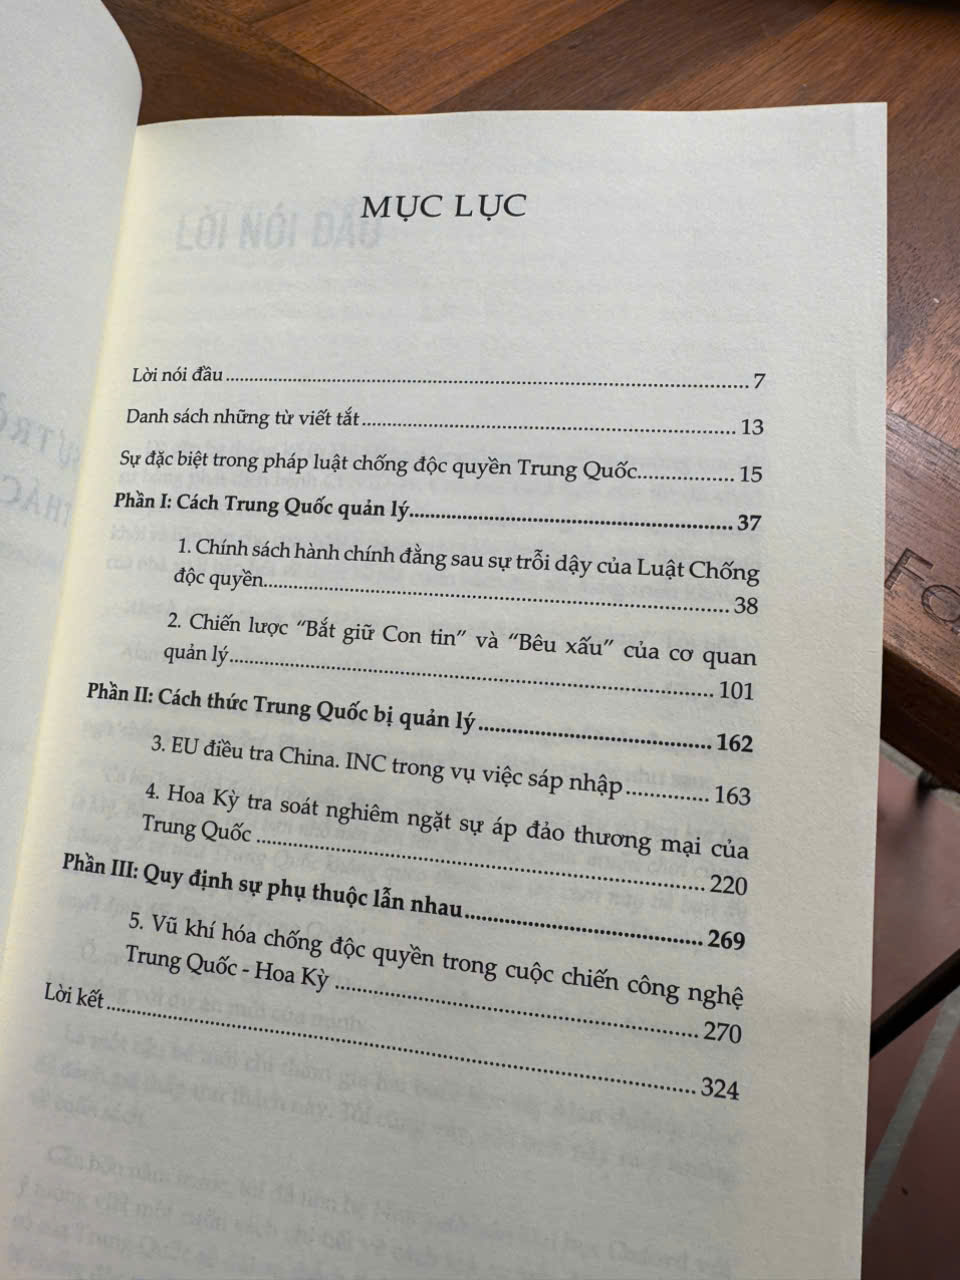 MỤC LỤC
Lời nói đầu 7
Danh sách những từ viết tắt 13
Sự đặc biệt trong pháp luật chống độc quyền Trung Quốc 15
Phần I: Cách Trung Quốc quản lý 37
1. Chính sách hành chính đằng sau sự trỗi dậy của Luật Chống
độc quyền 38
2. Chiến lược “Bắt giữ Con tin” và “Bêu xấu” của cơ quan
quản lý 101
Phần II: Cách thức Trung Quốc bị quản lý 162
3. EU điều tra China. INC trong vụ việc sáp nhập 163
4. Hoa Kỳ tra soát nghiêm ngặt sự áp đảo thương mại của
Trung Quốc 220
Phần III: Quy định sự phụ thuộc lẫn nhau 269
5. Vũ khí hóa chống độc quyền trong cuộc chiến công nghệ
Trung Quốc - Hoa Kỳ 270
Lời kết 324
LỜI NÓI ĐẦU